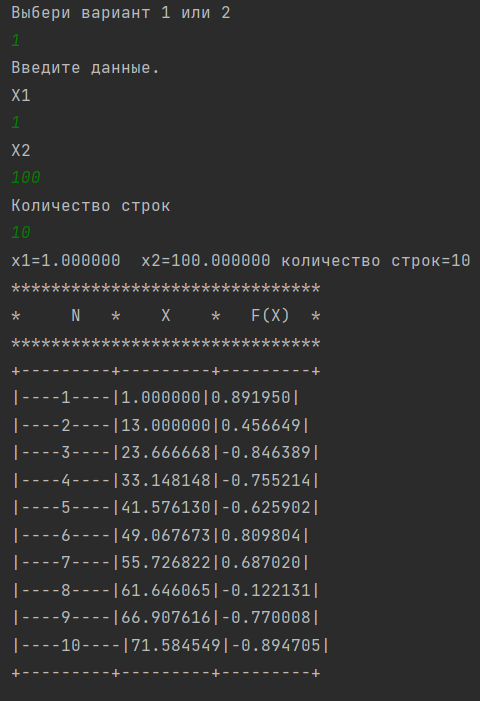 Выбери вариант 1 или 2
1
Введите данные.
X1
1
X2
100
Количество строк
10
x1=1.000000  x2=100.000000 количество строк=10
*******************************
*     N   *    X    *   F(X)  *
*******************************
+---------+---------+---------+
|----1----|1.000000|0.891950|
|----2----|13.000000|0.456649|
|----3----|23.666668|-0.846389|
|----4----|33.148148|-0.755214|
|----5----|41.576130|-0.625902|
|----6----|49.067673|0.809804|
|----7----|55.726822|0.687020|
|----8----|61.646065|-0.122131|
|----9----|66.907616|-0.770008|
|----10----|71.584549|-0.894705|
+---------+---------+---------+